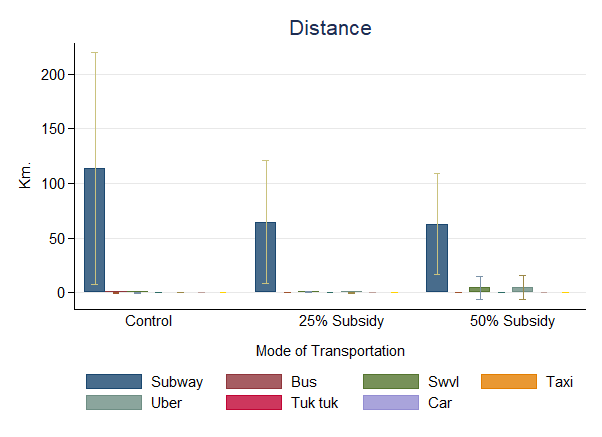 Distance
200
150
100
50
0
Km.
Control 25% Subsidy 50% Subsidy
Mode of Transportation
Subway Bus Swvl Taxi
Uber Tuk tuk Car